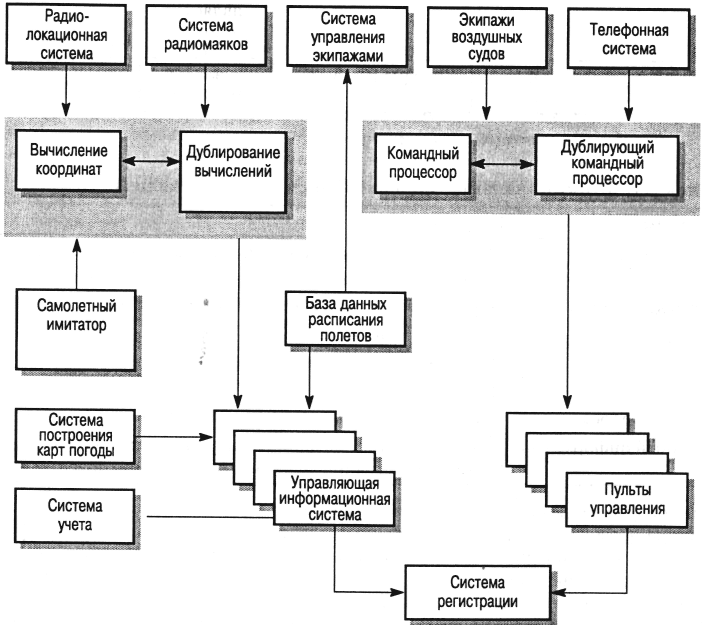 Радио-
локационная
система
Система
радиомаяков
Система
управления
экипажами
Экипажи
воздушных
судов
Телефонная
система
Вычисление
координат
Дублирование
вычислений
Командный
процессор
Дублирующий
командный
процессор
Самолетный
имитатор
База данных
расписания
полетов
Система
построения
карт погоды
Система
учета
Управляющая
информационная
система
Пульты
управления
Система
регистрации